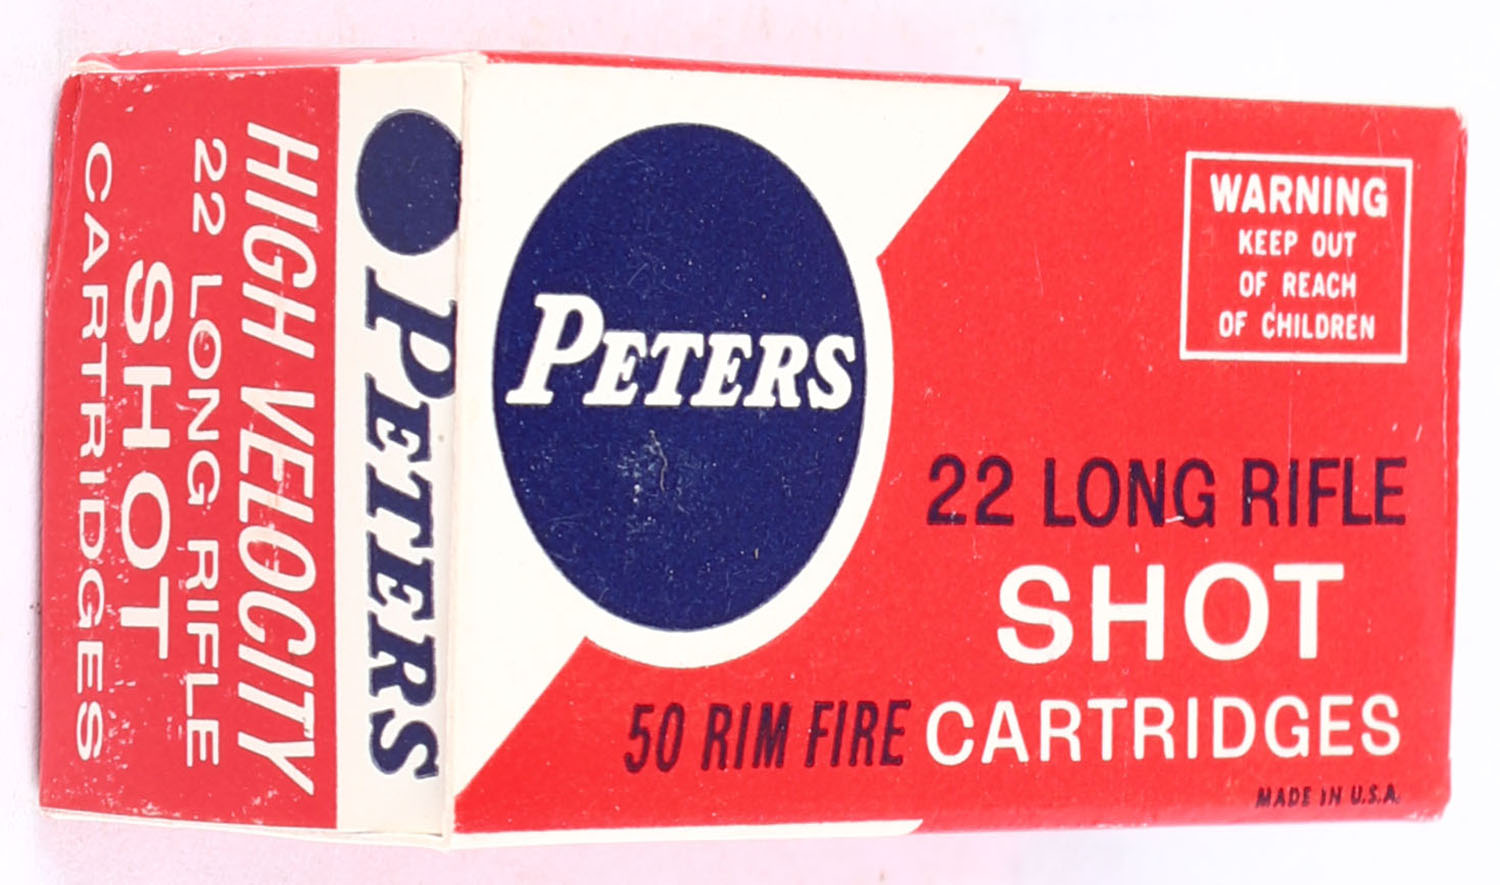 PETERS
WARNING
KEEP OUT
OF REACH
OF CHILDREN
22 LONG RIFLE
SHOT
50 RIM FIRE CARTRIDGES
MADE IN U.S.A.
PETERS
HIGH VELOCITY
22 LONG RIFLE
SHOT
CARTRIDGES